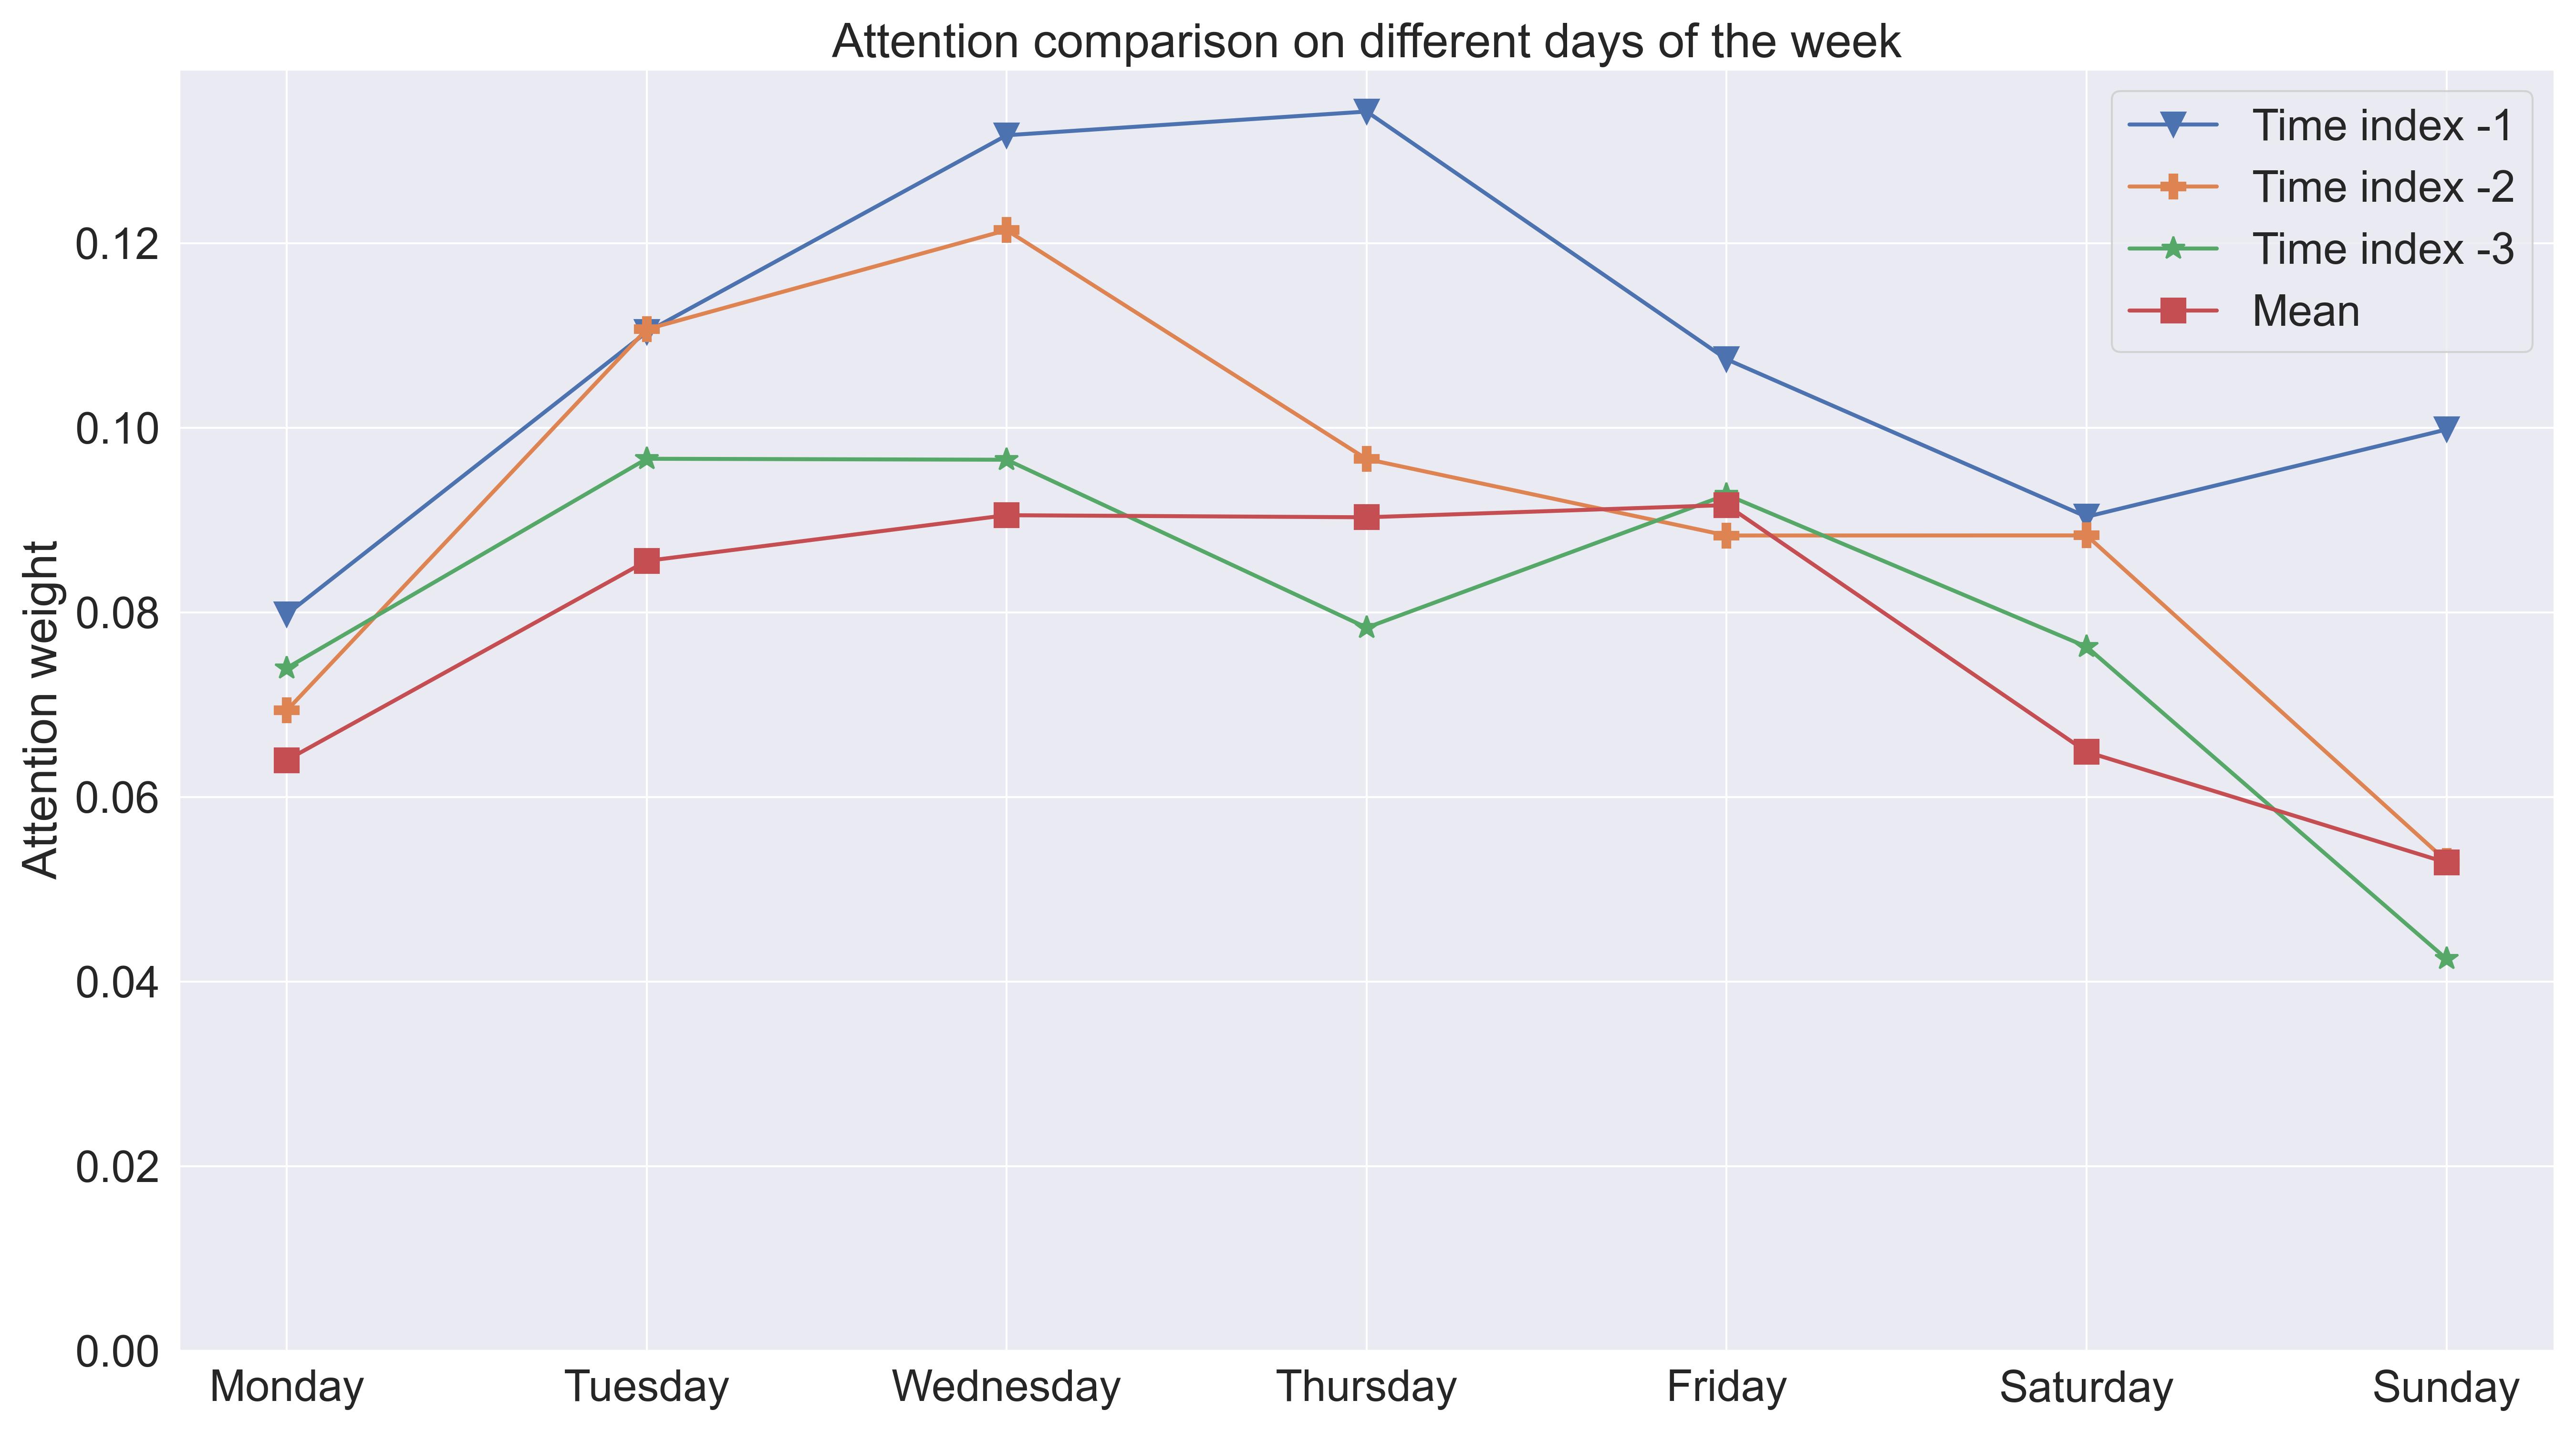 Attention comparison on different days of the week
Time index -1
Time index -2
Time index -3
Mean
Attention weight
0.12
0.10
0.08
0.06
0.04
0.02
0.00
Monday Tuesday Wednesday Thursday Friday Saturday Sunday